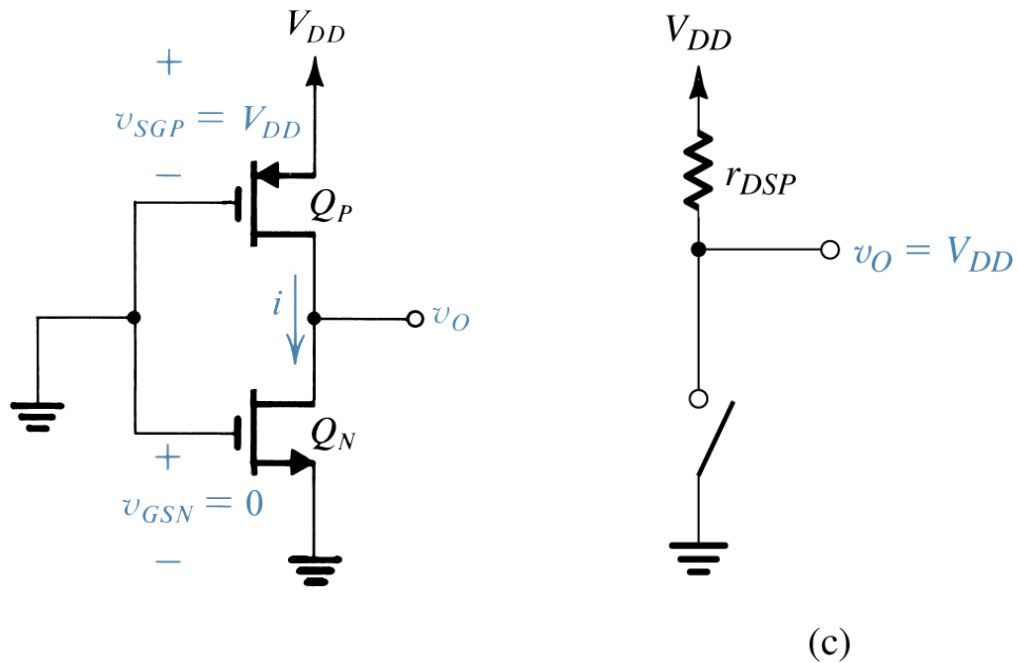 V_DD
+
v_SGP = V_DD
−
Q_P
i
v_O
Q_N
+
v_GSN = 0
−
V_DD
r_DSP
v_O = V_DD
(c)